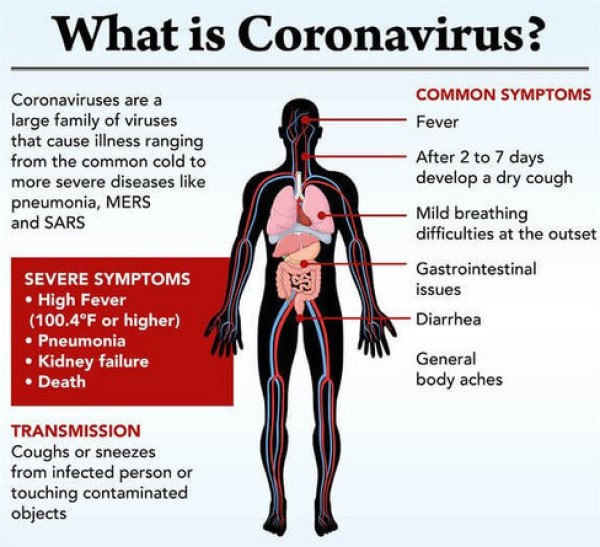 What is Coronavirus?
Coronaviruses are a
large family of viruses
that cause illness ranging
from the common cold to
more severe diseases like
pneumonia, MERS
and SARS
SEVERE SYMPTOMS
• High Fever
(100.4°F or higher)
• Pneumonia
• Kidney failure
• Death
TRANSMISSION
Coughs or sneezes
from infected person or
touching contaminated
objects
COMMON SYMPTOMS
Fever
After 2 to 7 days
develop a dry cough
Mild breathing
difficulties at the outset
Gastrointestinal
issues
Diarrhea
General
body aches